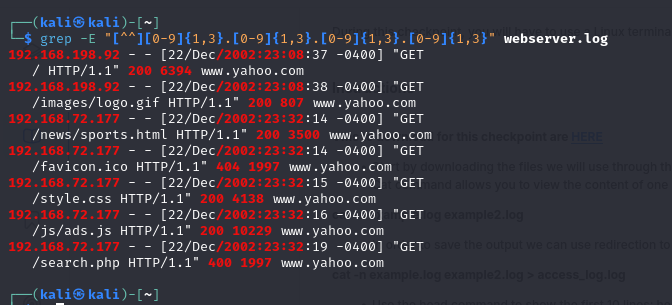 ┌──(kali㉿kali)-[~]
└─$ grep -E "[^^][0-9]{1,3}.[0-9]{1,3}.[0-9]{1,3}.[0-9]{1,3}" webserver.log
192.168.198.92 - - [22/Dec/2002:23:08:37 -0400] "GET
/ HTTP/1.1" 200 6394 www.yahoo.com
192.168.198.92 - - [22/Dec/2002:23:08:38 -0400] "GET
/images/logo.gif HTTP/1.1" 200 807 www.yahoo.com
192.168.72.177 - - [22/Dec/2002:23:32:14 -0400] "GET
/news/sports.html HTTP/1.1" 200 3500 www.yahoo.com
192.168.72.177 - - [22/Dec/2002:23:32:14 -0400] "GET
/favicon.ico HTTP/1.1" 404 1997 www.yahoo.com
192.168.72.177 - - [22/Dec/2002:23:32:15 -0400] "GET
/style.css HTTP/1.1" 200 4138 www.yahoo.com
192.168.72.177 - - [22/Dec/2002:23:32:16 -0400] "GET
/js/ads.js HTTP/1.1" 200 10229 www.yahoo.com
192.168.72.177 - - [22/Dec/2002:23:32:19 -0400] "GET
/search.php HTTP/1.1" 400 1997 www.yahoo.com
┌──(kali㉿kali)-[~]